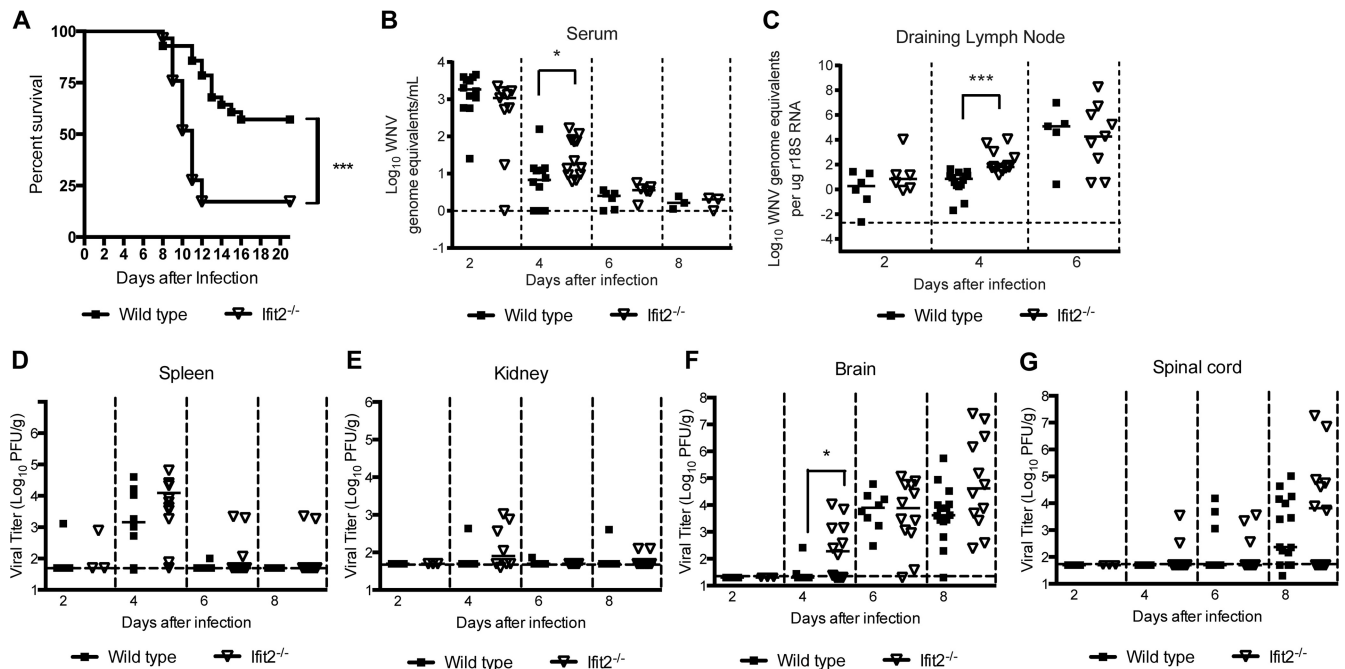 A
Percent survival
100
75
50
25
0
0 2 4 6 8 10 12 14 16 18 20
Days after Infection
***
Wild type Ifit2-/-
B
Serum
Log10 WNV
genome equivalents/mL
4
3
2
1
0
-1
*
2 4 6 8
Days after infection
Wild type Ifit2-/-
C
Draining Lymph Node
Log10 WNV genome equivalents
per ug r18S RNA
10
8
6
4
2
0
-2
-4
***
2 4 6
Days after infection
Wild type Ifit2-/-
D
Spleen
Viral Titer (Log10 PFU/g)
6
5
4
3
2
1
2 4 6 8
Days after infection
Wild type Ifit2-/-
E
Kidney
Viral Titer (Log10 PFU/g)
6
5
4
3
2
1
2 4 6 8
Days after infection
Wild type Ifit2-/-
F
Brain
Viral Titer (Log10 PFU/g)
8
7
6
5
4
3
2
1
*
2 4 6 8
Days after infection
Wild type Ifit2-/-
G
Spinal cord
Viral Titer (Log10 PFU/g)
8
7
6
5
4
3
2
1
2 4 6 8
Days after infection
Wild type Ifit2-/-